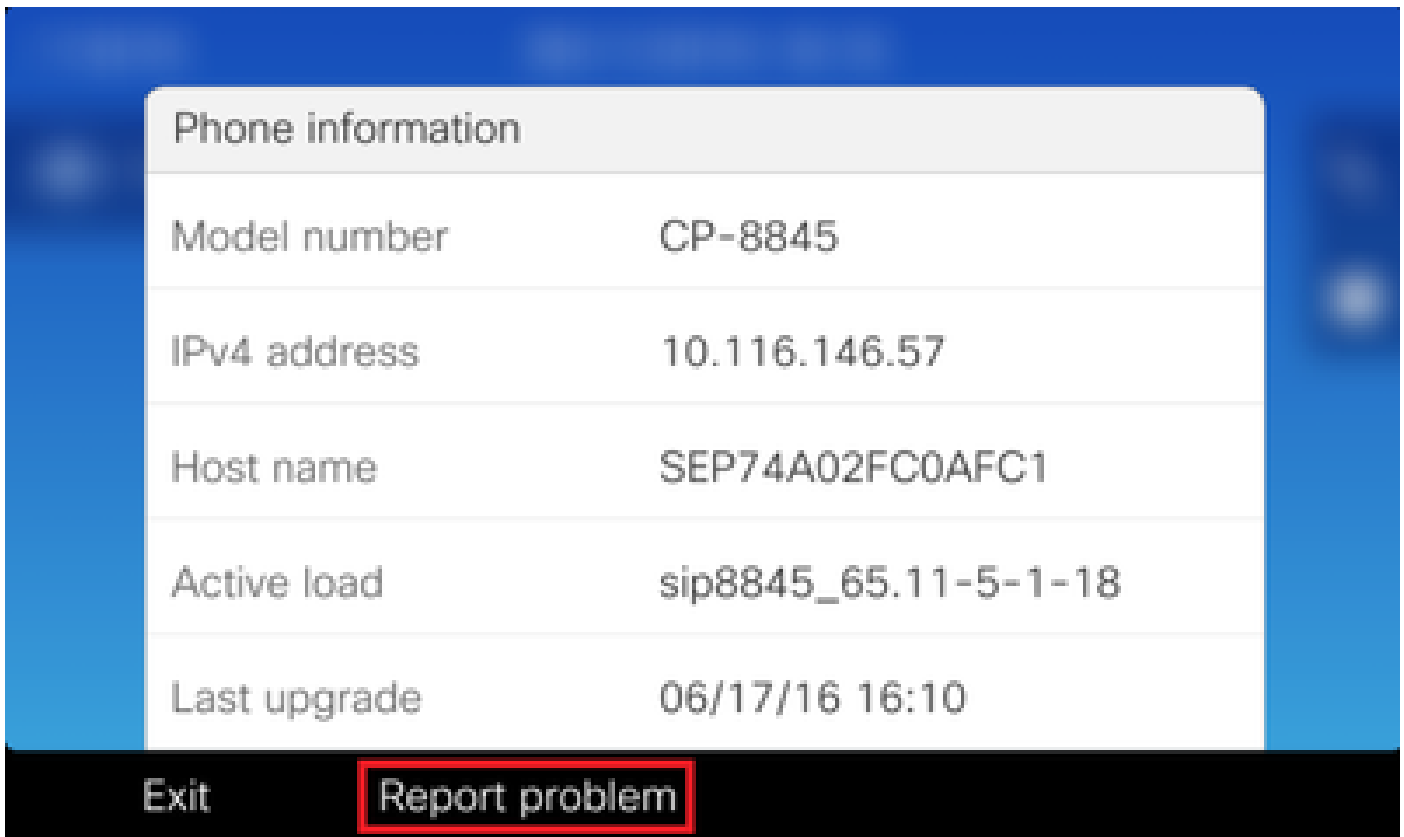 Phone information
Model number CP-8845
IPv4 address 10.116.146.57
Host name SEP74A02FC0AFC1
Active load sip8845_65.11-5-1-18
Last upgrade 06/17/16 16:10
Exit Report problem